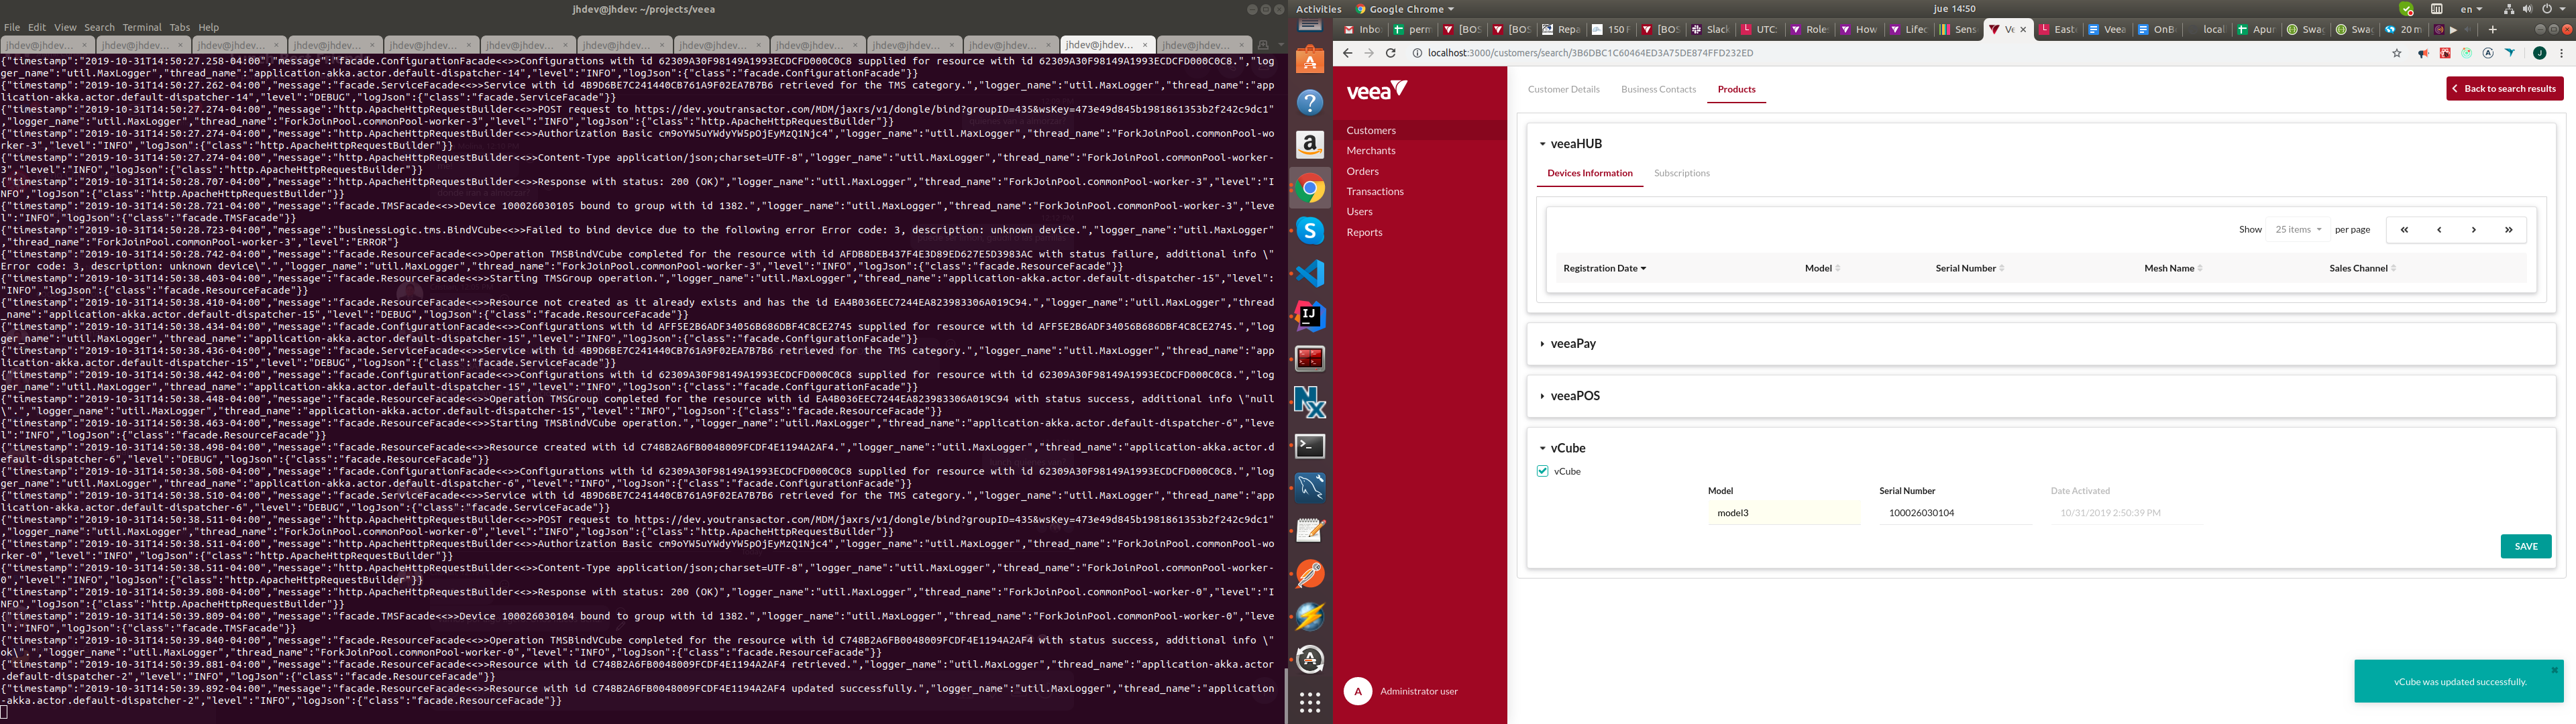 jhdev@jhdev: ~/projects/veea
File Edit View Search Terminal Tabs Help
jhdev@jhdev... × jhdev@jhdev... × jhdev@jhdev... × jhdev@jhdev... × jhdev@jhdev... × jhdev@jhdev... × jhdev@jhdev... × jhdev@jhdev... × jhdev@jhdev... × jhdev@jhdev... × jhdev@jhdev... × jhdev@jhdev... × jhdev@jhdev... ×
{"timestamp":"2019-10-31T14:50:27.258-04:00","message":"facade.ConfigurationFacade<<>>Configurations with id 62309A30F98149A1993ECDCFD000C0C8 supplied for resource with id 62309A30F98149A1993ECDCFD000C0C8.","log
ger_name":"util.MaxLogger","thread_name":"application-akka.actor.default-dispatcher-14","level":"INFO","logJson":{"class":"facade.ConfigurationFacade"}}
{"timestamp":"2019-10-31T14:50:27.262-04:00","message":"facade.ServiceFacade<<>>Service with id 4B9D6BE7C241440CB761A9F02EA7B7B6 retrieved for the TMS category.","logger_name":"util.MaxLogger","thread_name":"app
lication-akka.actor.default-dispatcher-14","level":"DEBUG","logJson":{"class":"facade.ServiceFacade"}}
{"timestamp":"2019-10-31T14:50:27.274-04:00","message":"http.ApacheHttpRequestBuilder<<>>POST request to https://dev.youtransactor.com/MDM/jaxrs/v1/dongle/bind?groupID=435&wsKey=473e49d845b1981861353b2f242c9dc1"
,"logger_name":"util.MaxLogger","thread_name":"ForkJoinPool.commonPool-worker-3","level":"INFO","logJson":{"class":"http.ApacheHttpRequestBuilder"}}
{"timestamp":"2019-10-31T14:50:27.274-04:00","message":"http.ApacheHttpRequestBuilder<<>>Authorization Basic cm9oYW5uYWdyYW5pOjEyMzQ1Njc4","logger_name":"util.MaxLogger","thread_name":"ForkJoinPool.commonPool-wo
rker-3","level":"INFO","logJson":{"class":"http.ApacheHttpRequestBuilder"}}
{"timestamp":"2019-10-31T14:50:27.274-04:00","message":"http.ApacheHttpRequestBuilder<<>>Content-Type application/json;charset=UTF-8","logger_name":"util.MaxLogger","thread_name":"ForkJoinPool.commonPool-worker-
3","level":"INFO","logJson":{"class":"http.ApacheHttpRequestBuilder"}}
{"timestamp":"2019-10-31T14:50:28.707-04:00","message":"http.ApacheHttpRequestBuilder<<>>Response with status: 200 (OK)","logger_name":"util.MaxLogger","thread_name":"ForkJoinPool.commonPool-worker-3","level":"I
NFO","logJson":{"class":"http.ApacheHttpRequestBuilder"}}
{"timestamp":"2019-10-31T14:50:28.721-04:00","message":"facade.TMSFacade<<>>Device 100026030105 bound to group with id 1382.","logger_name":"util.MaxLogger","thread_name":"ForkJoinPool.commonPool-worker-3","leve
l":"INFO","logJson":{"class":"facade.TMSFacade"}}
{"timestamp":"2019-10-31T14:50:28.723-04:00","message":"businessLogic.tms.BindVCube<<>>Failed to bind device due to the following error Error code: 3, description: unknown device.","logger_name":"util.MaxLogger"
,"thread_name":"ForkJoinPool.commonPool-worker-3","level":"ERROR"}
{"timestamp":"2019-10-31T14:50:28.742-04:00","message":"facade.ResourceFacade<<>>Operation TMSBindVCube completed for the resource with id AFDB8DEB437F4E3D89ED627E5D3983AC with status failure, additional info \"
Error code: 3, description: unknown device\".","logger_name":"util.MaxLogger","thread_name":"ForkJoinPool.commonPool-worker-3","level":"INFO","logJson":{"class":"facade.ResourceFacade"}}
{"timestamp":"2019-10-31T14:50:38.403-04:00","message":"facade.ResourceFacade<<>>Starting TMSGroup operation.","logger_name":"util.MaxLogger","thread_name":"application-akka.actor.default-dispatcher-15","level":
"INFO","logJson":{"class":"facade.ResourceFacade"}}
{"timestamp":"2019-10-31T14:50:38.410-04:00","message":"facade.ResourceFacade<<>>Resource not created as it already exists and has the id EA4B036EEC7244EA823983306A019C94.","logger_name":"util.MaxLogger","thread
_name":"application-akka.actor.default-dispatcher-15","level":"DEBUG","logJson":{"class":"facade.ResourceFacade"}}
{"timestamp":"2019-10-31T14:50:38.434-04:00","message":"facade.ConfigurationFacade<<>>Configurations with id AFF5E2B6ADF34056B686DBF4C8CE2745 supplied for resource with id AFF5E2B6ADF34056B686DBF4C8CE2745.","log
ger_name":"util.MaxLogger","thread_name":"application-akka.actor.default-dispatcher-15","level":"INFO","logJson":{"class":"facade.ConfigurationFacade"}}
{"timestamp":"2019-10-31T14:50:38.436-04:00","message":"facade.ServiceFacade<<>>Service with id 4B9D6BE7C241440CB761A9F02EA7B7B6 retrieved for the TMS category.","logger_name":"util.MaxLogger","thread_name":"app
lication-akka.actor.default-dispatcher-15","level":"DEBUG","logJson":{"class":"facade.ServiceFacade"}}
{"timestamp":"2019-10-31T14:50:38.442-04:00","message":"facade.ConfigurationFacade<<>>Configurations with id 62309A30F98149A1993ECDCFD000C0C8 supplied for resource with id 62309A30F98149A1993ECDCFD000C0C8.","log
ger_name":"util.MaxLogger","thread_name":"application-akka.actor.default-dispatcher-15","level":"INFO","logJson":{"class":"facade.ConfigurationFacade"}}
{"timestamp":"2019-10-31T14:50:38.448-04:00","message":"facade.ResourceFacade<<>>Operation TMSGroup completed for the resource with id EA4B036EEC7244EA823983306A019C94 with status success, additional info \"null
\".","logger_name":"util.MaxLogger","thread_name":"application-akka.actor.default-dispatcher-15","level":"INFO","logJson":{"class":"facade.ResourceFacade"}}
{"timestamp":"2019-10-31T14:50:38.463-04:00","message":"facade.ResourceFacade<<>>Starting TMSBindVCube operation.","logger_name":"util.MaxLogger","thread_name":"application-akka.actor.default-dispatcher-6","leve
l":"INFO","logJson":{"class":"facade.ResourceFacade"}}
{"timestamp":"2019-10-31T14:50:38.498-04:00","message":"facade.ResourceFacade<<>>Resource created with id C748B2A6FB0048009FCDF4E1194A2AF4.","logger_name":"util.MaxLogger","thread_name":"application-akka.actor.d
efault-dispatcher-6","level":"DEBUG","logJson":{"class":"facade.ResourceFacade"}}
{"timestamp":"2019-10-31T14:50:38.508-04:00","message":"facade.ConfigurationFacade<<>>Configurations with id 62309A30F98149A1993ECDCFD000C0C8 supplied for resource with id 62309A30F98149A1993ECDCFD000C0C8.","log
ger_name":"util.MaxLogger","thread_name":"application-akka.actor.default-dispatcher-6","level":"INFO","logJson":{"class":"facade.ConfigurationFacade"}}
{"timestamp":"2019-10-31T14:50:38.510-04:00","message":"facade.ServiceFacade<<>>Service with id 4B9D6BE7C241440CB761A9F02EA7B7B6 retrieved for the TMS category.","logger_name":"util.MaxLogger","thread_name":"app
lication-akka.actor.default-dispatcher-6","level":"DEBUG","logJson":{"class":"facade.ServiceFacade"}}
{"timestamp":"2019-10-31T14:50:38.511-04:00","message":"http.ApacheHttpRequestBuilder<<>>POST request to https://dev.youtransactor.com/MDM/jaxrs/v1/dongle/bind?groupID=435&wsKey=473e49d845b1981861353b2f242c9dc1"
,"logger_name":"util.MaxLogger","thread_name":"ForkJoinPool.commonPool-worker-0","level":"INFO","logJson":{"class":"http.ApacheHttpRequestBuilder"}}
{"timestamp":"2019-10-31T14:50:38.511-04:00","message":"http.ApacheHttpRequestBuilder<<>>Authorization Basic cm9oYW5uYWdyYW5pOjEyMzQ1Njc4","logger_name":"util.MaxLogger","thread_name":"ForkJoinPool.commonPool-wo
rker-0","level":"INFO","logJson":{"class":"http.ApacheHttpRequestBuilder"}}
{"timestamp":"2019-10-31T14:50:38.511-04:00","message":"http.ApacheHttpRequestBuilder<<>>Content-Type application/json;charset=UTF-8","logger_name":"util.MaxLogger","thread_name":"ForkJoinPool.commonPool-worker-
0","level":"INFO","logJson":{"class":"http.ApacheHttpRequestBuilder"}}
{"timestamp":"2019-10-31T14:50:39.808-04:00","message":"http.ApacheHttpRequestBuilder<<>>Response with status: 200 (OK)","logger_name":"util.MaxLogger","thread_name":"ForkJoinPool.commonPool-worker-0","level":"I
NFO","logJson":{"class":"http.ApacheHttpRequestBuilder"}}
{"timestamp":"2019-10-31T14:50:39.809-04:00","message":"facade.TMSFacade<<>>Device 100026030104 bound to group with id 1382.","logger_name":"util.MaxLogger","thread_name":"ForkJoinPool.commonPool-worker-0","leve
l":"INFO","logJson":{"class":"facade.TMSFacade"}}
{"timestamp":"2019-10-31T14:50:39.840-04:00","message":"facade.ResourceFacade<<>>Operation TMSBindVCube completed for the resource with id C748B2A6FB0048009FCDF4E1194A2AF4 with status success, additional info \"
ok\".","logger_name":"util.MaxLogger","thread_name":"ForkJoinPool.commonPool-worker-0","level":"INFO","logJson":{"class":"facade.ResourceFacade"}}
{"timestamp":"2019-10-31T14:50:39.881-04:00","message":"facade.ResourceFacade<<>>Resource with id C748B2A6FB0048009FCDF4E1194A2AF4 retrieved.","logger_name":"util.MaxLogger","thread_name":"application-akka.actor
.default-dispatcher-2","level":"INFO","logJson":{"class":"facade.ResourceFacade"}}
{"timestamp":"2019-10-31T14:50:39.892-04:00","message":"facade.ResourceFacade<<>>Resource with id C748B2A6FB0048009FCDF4E1194A2AF4 updated successfully.","logger_name":"util.MaxLogger","thread_name":"application
-akka.actor.default-dispatcher-2","level":"INFO","logJson":{"class":"facade.ResourceFacade"}}
Activities Google Chrome jue 14:50 en
Inbo perm [BOS [BOS Repa 150 f [BOS Slack UTC: Roles How Lifec Sens Ve × Easte Veea OnB local Apur Swag Swag 20 m
localhost:3000/customers/search/3B6DBC1C60464ED3A75DE874FFD232ED
veea
Customers
Merchants
Orders
Transactions
Users
Reports
A Administrator user
Customer Details Business Contacts Products Back to search results
veeaHUB
Devices Information Subscriptions
Show 25 items per page
Registration Date Model Serial Number Mesh Name Sales Channel
veeaPay
veeaPOS
vCube
vCube
Model Serial Number Date Activated
model3 100026030104 10/31/2019 2:50:39 PM
SAVE
vCube was updated successfully.